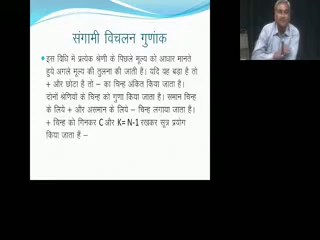 संगामी विचलन गुणांक
इस विधि में प्रत्येक श्रेणी के पिछले मूल्य को आधार मानते
हुये अगले मूल्य की तुलना की जाती है। यदि वह बड़ा है तो
+ और छोटा है तो – का चिन्ह अंकित किया जाता है।
दोनों श्रेणियों के चिन्ह को गुणा किया जाता है। समान चिन्ह
के लिये + और असमान के लिये – चिन्ह लगाया जाता है।
+ चिन्ह को गिनकर C और K= N-1 रखकर सूत्र प्रयोग
किया जाता हैं –